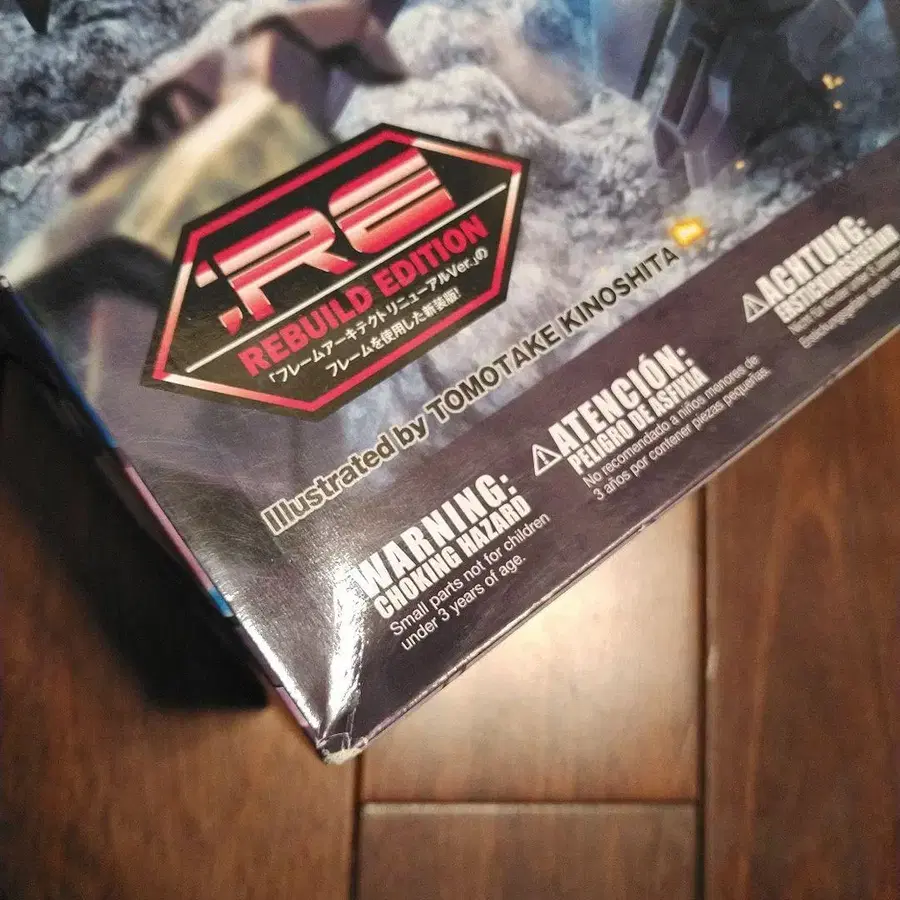 :RE
REBUILD EDITION
「フレームアーキテクトリニューアルVer.」の
フレームを使用した新装版!
Illustrated by TOMOTAKE KINOSHITA
WARNING:
CHOKING HAZARD
Small parts not for children
under 3 years of age.
ATENCIÓN:
PELIGRO DE ASFIXIA
No recomendado a niños menores de
3 años por contener piezas pequeñas.
ACHTUNG:
ERSTICKUNGSGEFAHR